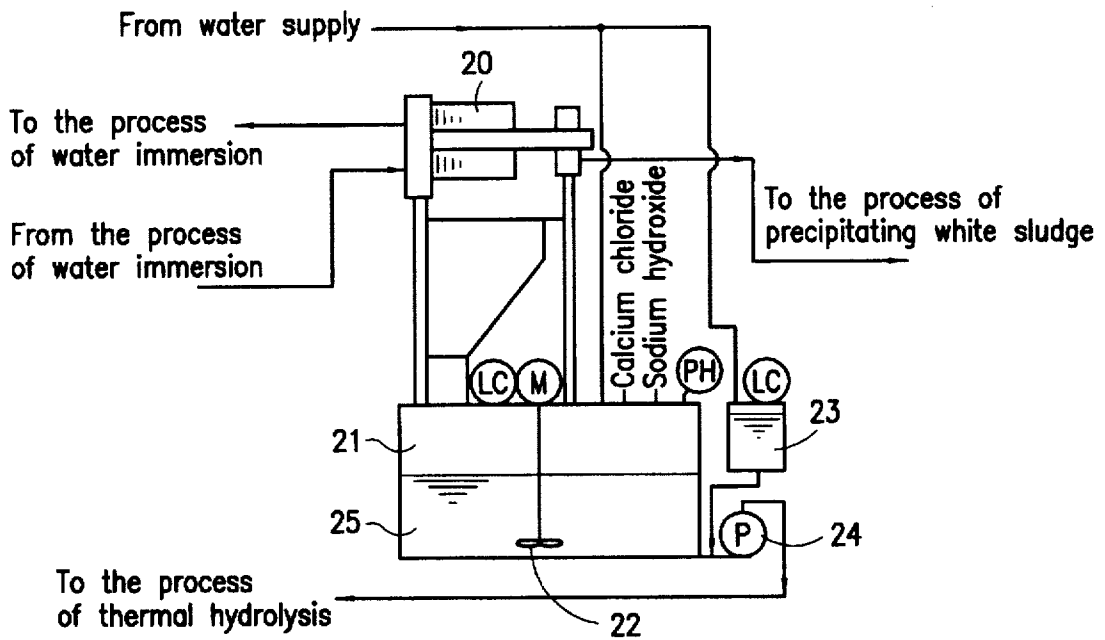 From water supply
20
To the process
of water immersion
From the process
of water immersion
To the process of
precipitating white sludge
Calcium chloride
Sodium hydroxide
LC
M
PH
LC
21
23
25
P
24
To the process
of thermal hydrolysis
22